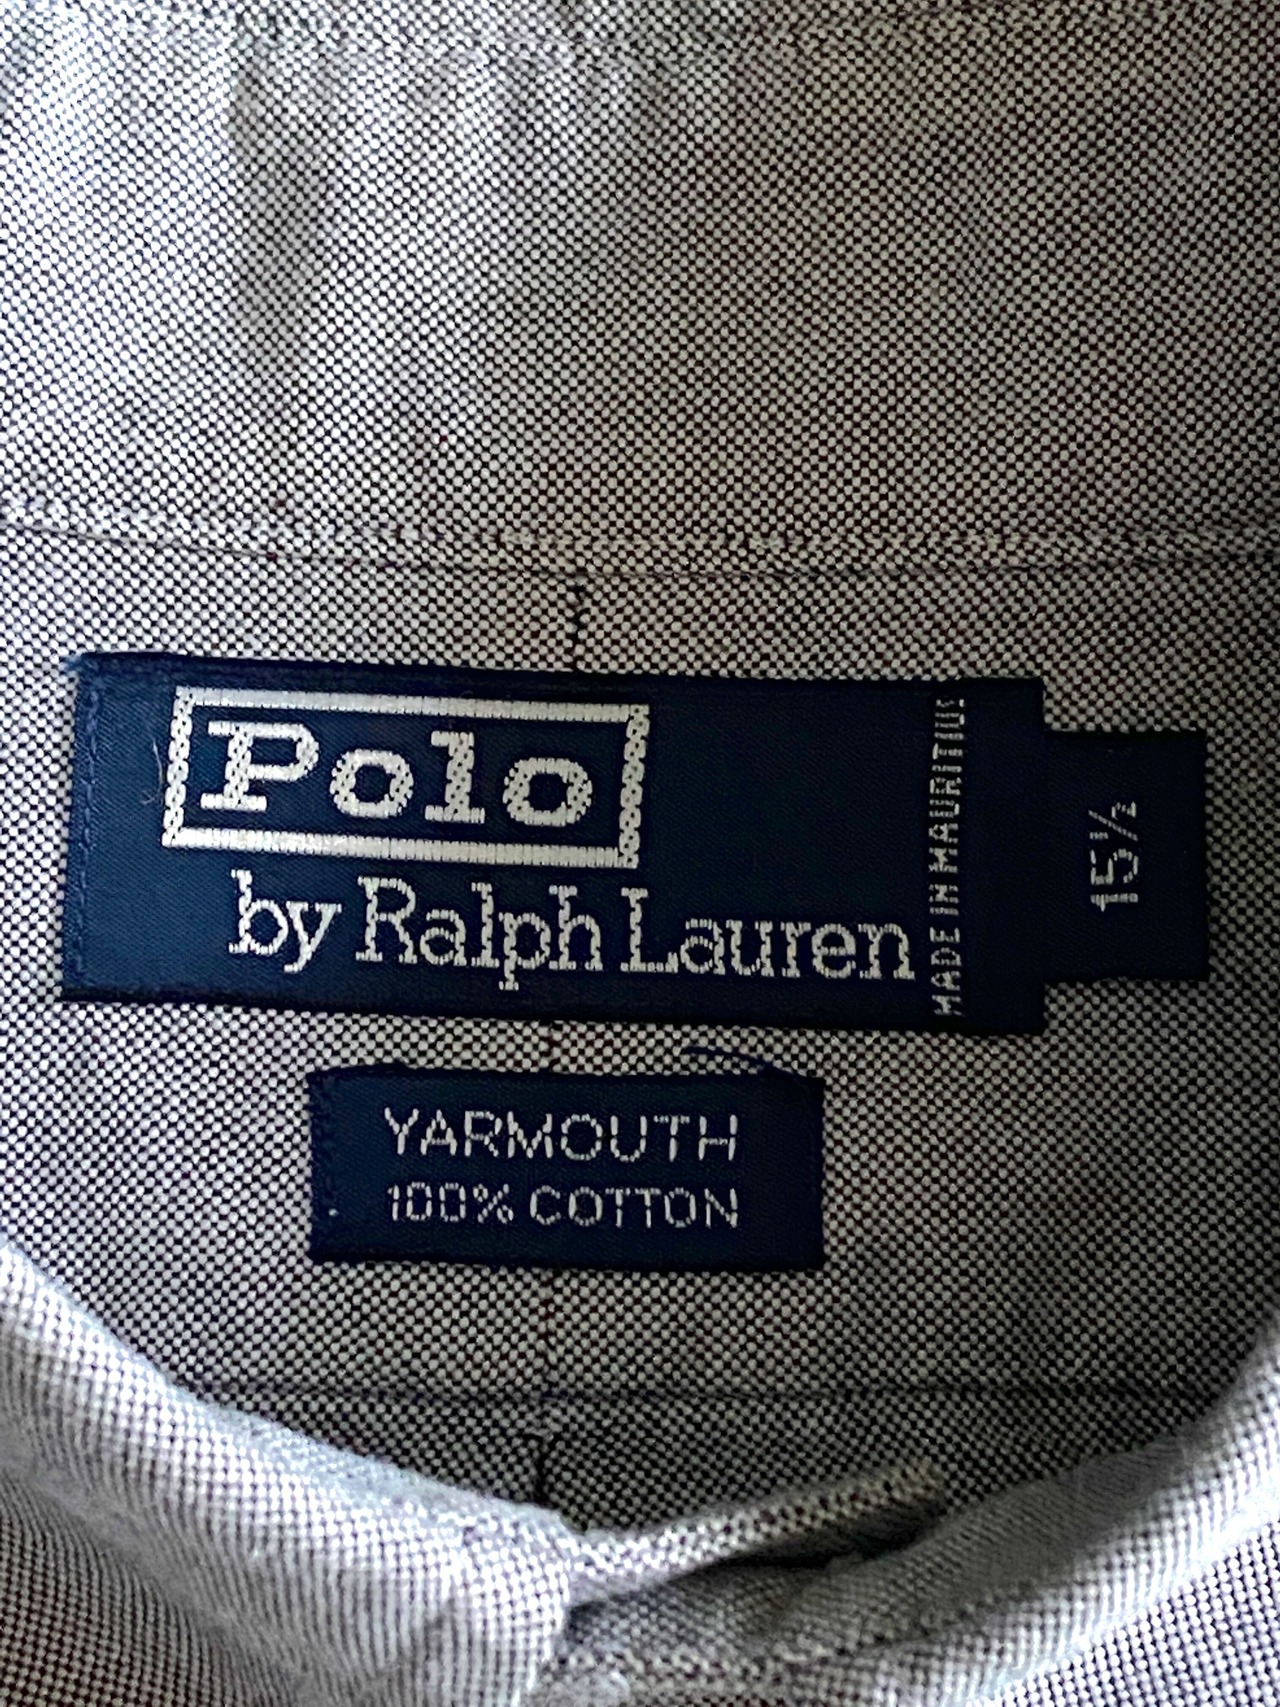 Polo
by Ralph Lauren
MADE IN MAURITIUS
15½
YARMOUTH
100% COTTON